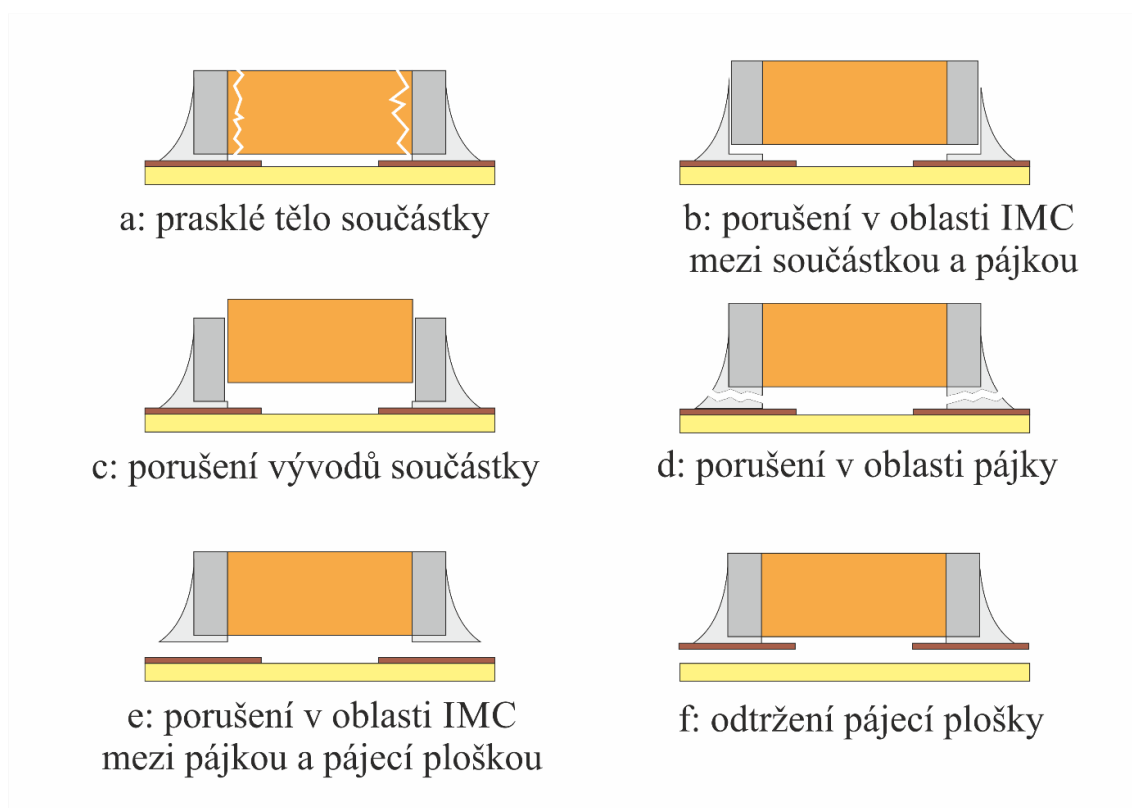 a: prasklé tělo součástky
b: porušení v oblasti IMC
mezi součástkou a pájkou
c: porušení vývodů součástky
d: porušení v oblasti pájky
e: porušení v oblasti IMC
mezi pájkou a pájecí ploškou
f: odtržení pájecí plošky